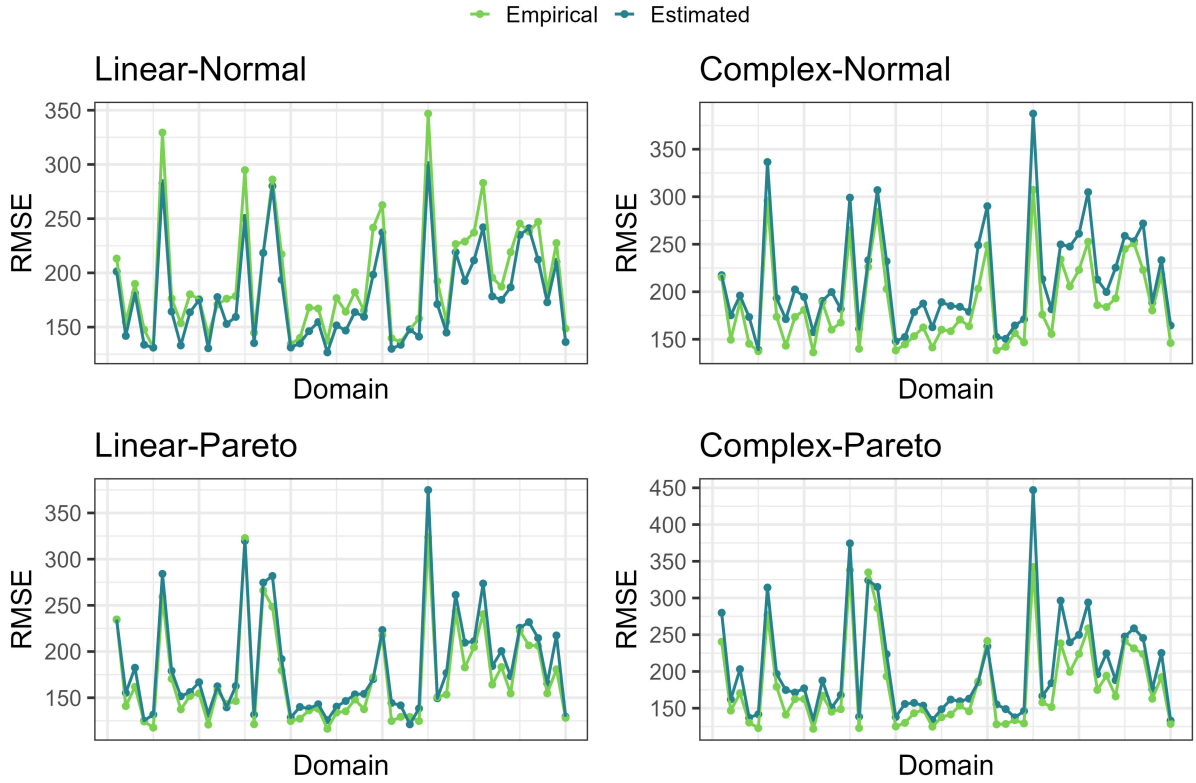 Empirical Estimated
Linear-Normal
350
300
250
200
150
RMSE
Domain
Complex-Normal
350
300
250
200
150
RMSE
Domain
Linear-Pareto
350
300
250
200
150
RMSE
Domain
Complex-Pareto
450
400
350
300
250
200
150
RMSE
Domain